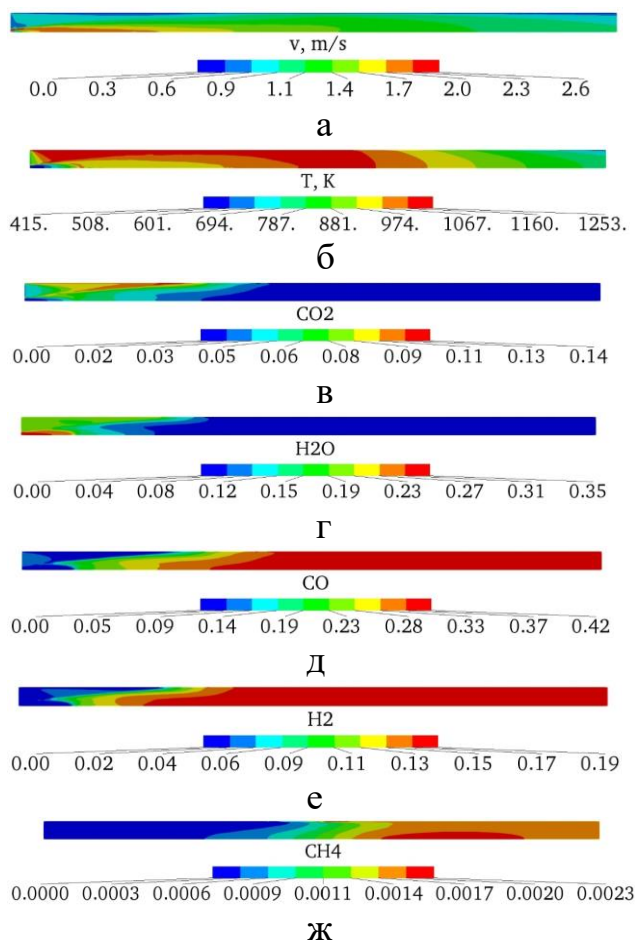 v, m/s
0.0 0.3 0.6 0.9 1.1 1.4 1.7 2.0 2.3 2.6
а
T, K
415. 508. 601. 694. 787. 881. 974. 1067. 1160. 1253.
б
CO2
0.00 0.02 0.03 0.05 0.06 0.08 0.09 0.11 0.13 0.14
в
H2O
0.00 0.04 0.08 0.12 0.15 0.19 0.23 0.27 0.31 0.35
г
CO
0.00 0.05 0.09 0.14 0.19 0.23 0.28 0.33 0.37 0.42
д
H2
0.00 0.02 0.04 0.06 0.09 0.11 0.13 0.15 0.17 0.19
е
CH4
0.0000 0.0003 0.0006 0.0009 0.0011 0.0014 0.0017 0.0020 0.0023
ж